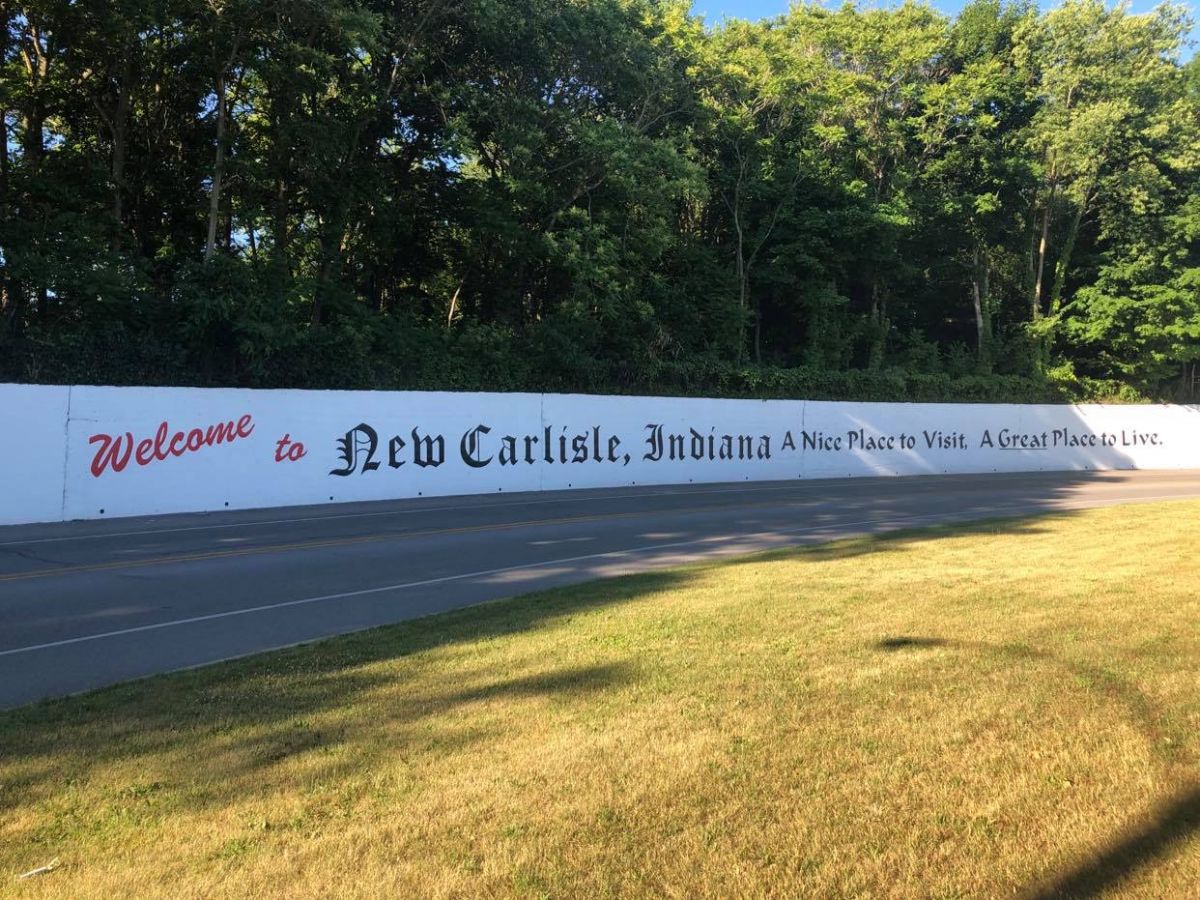 Welcome to New Carlisle, Indiana A Nice Place to Visit. A Great Place to Live.